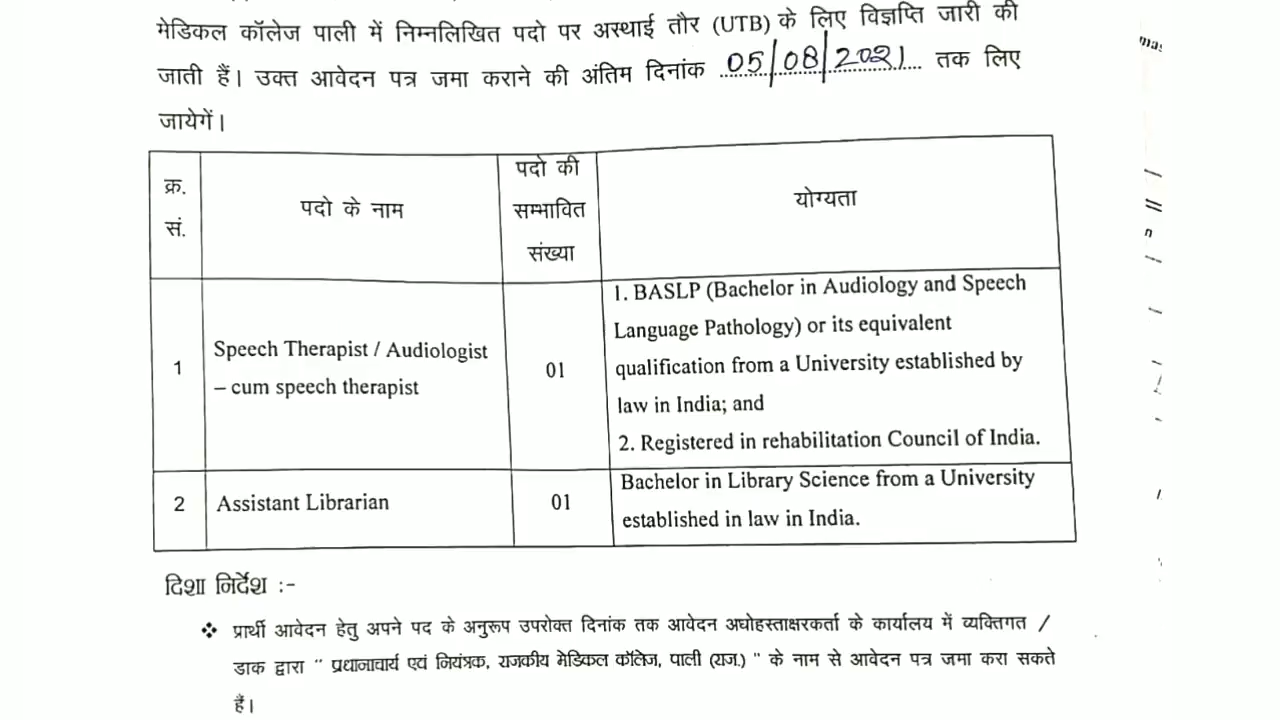 मेडिकल कॉलेज पाली में निम्नलिखित पदो पर अस्थाई तौर (UTB) के लिए विज्ञप्ति जारी की
जाती हैं। उक्त आवेदन पत्र जमा कराने की अंतिम दिनांक 05/08/2021 तक लिए
जायेगें।
क्र. सं.
पदो के नाम
पदो की
सम्भावित
संख्या
योग्यता
1
Speech Therapist / Audiologist
– cum speech therapist
01
1. BASLP (Bachelor in Audiology and Speech
Language Pathology) or its equivalent
qualification from a University established by
law in India; and
2. Registered in rehabilitation Council of India.
2
Assistant Librarian
01
Bachelor in Library Science from a University
established in law in India.
दिशा निर्देश :-
❖ प्रार्थी आवेदन हेतु अपने पद के अनुरूप उपरोक्त दिनांक तक आवेदन अधोहस्ताक्षरकर्ता के कार्यालय में व्यक्तिगत /
डाक द्वारा " प्रधानाचार्य एवं नियंत्रक, राजकीय मेडिकल कॉलेज, पाली (राज.) " के नाम से आवेदन पत्र जमा करा सकते
हैं।